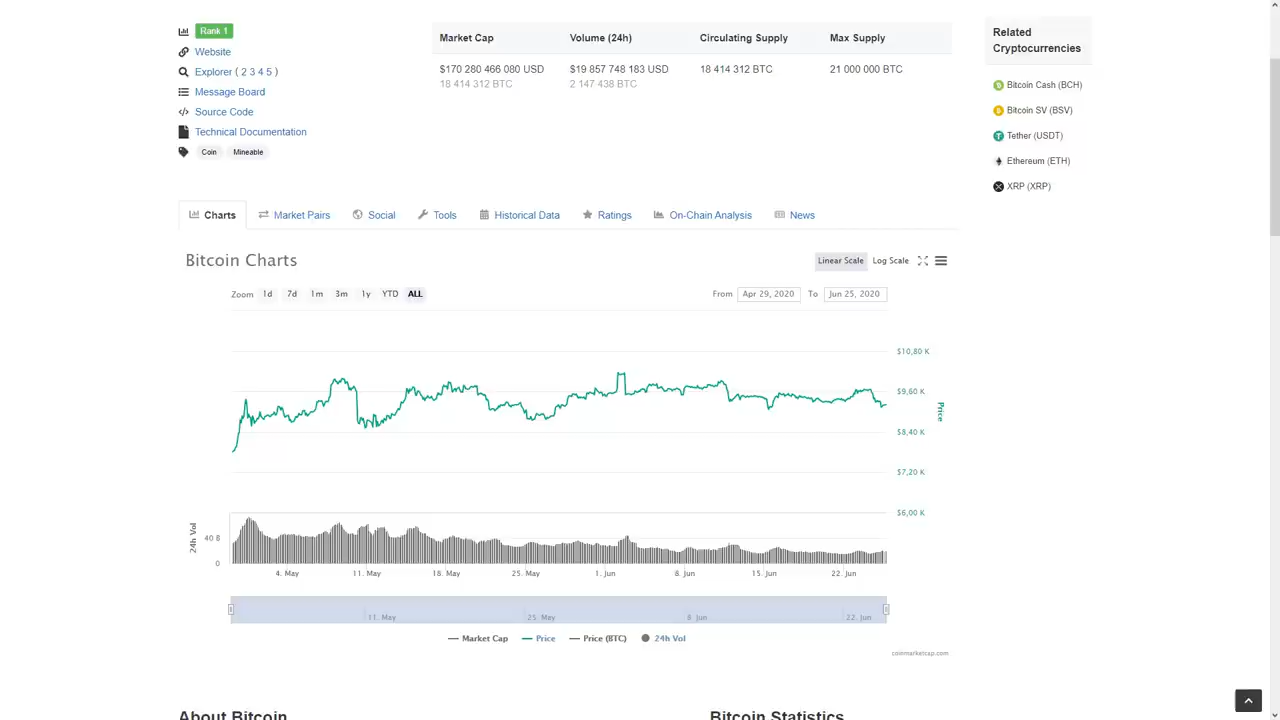 Rank 1
Website
Explorer ( 2 3 4 5 )
Message Board
Source Code
Technical Documentation
Coin Mineable
Market Cap Volume (24h) Circulating Supply Max Supply
$170 280 466 080 USD $19 857 748 183 USD 18 414 312 BTC 21 000 000 BTC
18 414 312 BTC 2 147 438 BTC
Related
Cryptocurrencies
Bitcoin Cash (BCH)
Bitcoin SV (BSV)
Tether (USDT)
Ethereum (ETH)
XRP (XRP)
Charts Market Pairs Social Tools Historical Data Ratings On-Chain Analysis News
Bitcoin Charts
Linear Scale Log Scale
Zoom 1d 7d 1m 3m 1y YTD ALL
From Apr 29, 2020 To Jun 25, 2020
$10,80 K
$9,60 K
Price
$8,40 K
$7,20 K
$6,00 K
24h Vol
40 B
0
4. May 11. May 18. May 25. May 1. Jun 8. Jun 15. Jun 22. Jun
11. May 25. May 8. Jun 22. Jun
Market Cap Price Price (BTC) 24h Vol
coinmarketcap.com
About Bitcoin
Bitcoin Statistics